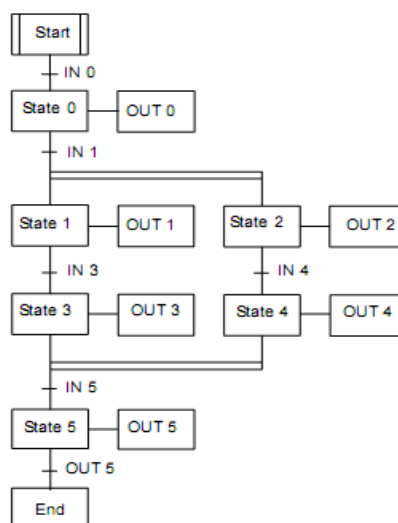 Start
IN 0
State 0
OUT 0
IN 1
State 1
OUT 1
State 2
OUT 2
IN 3
IN 4
State 3
OUT 3
State 4
OUT 4
IN 5
State 5
OUT 5
OUT 5
End